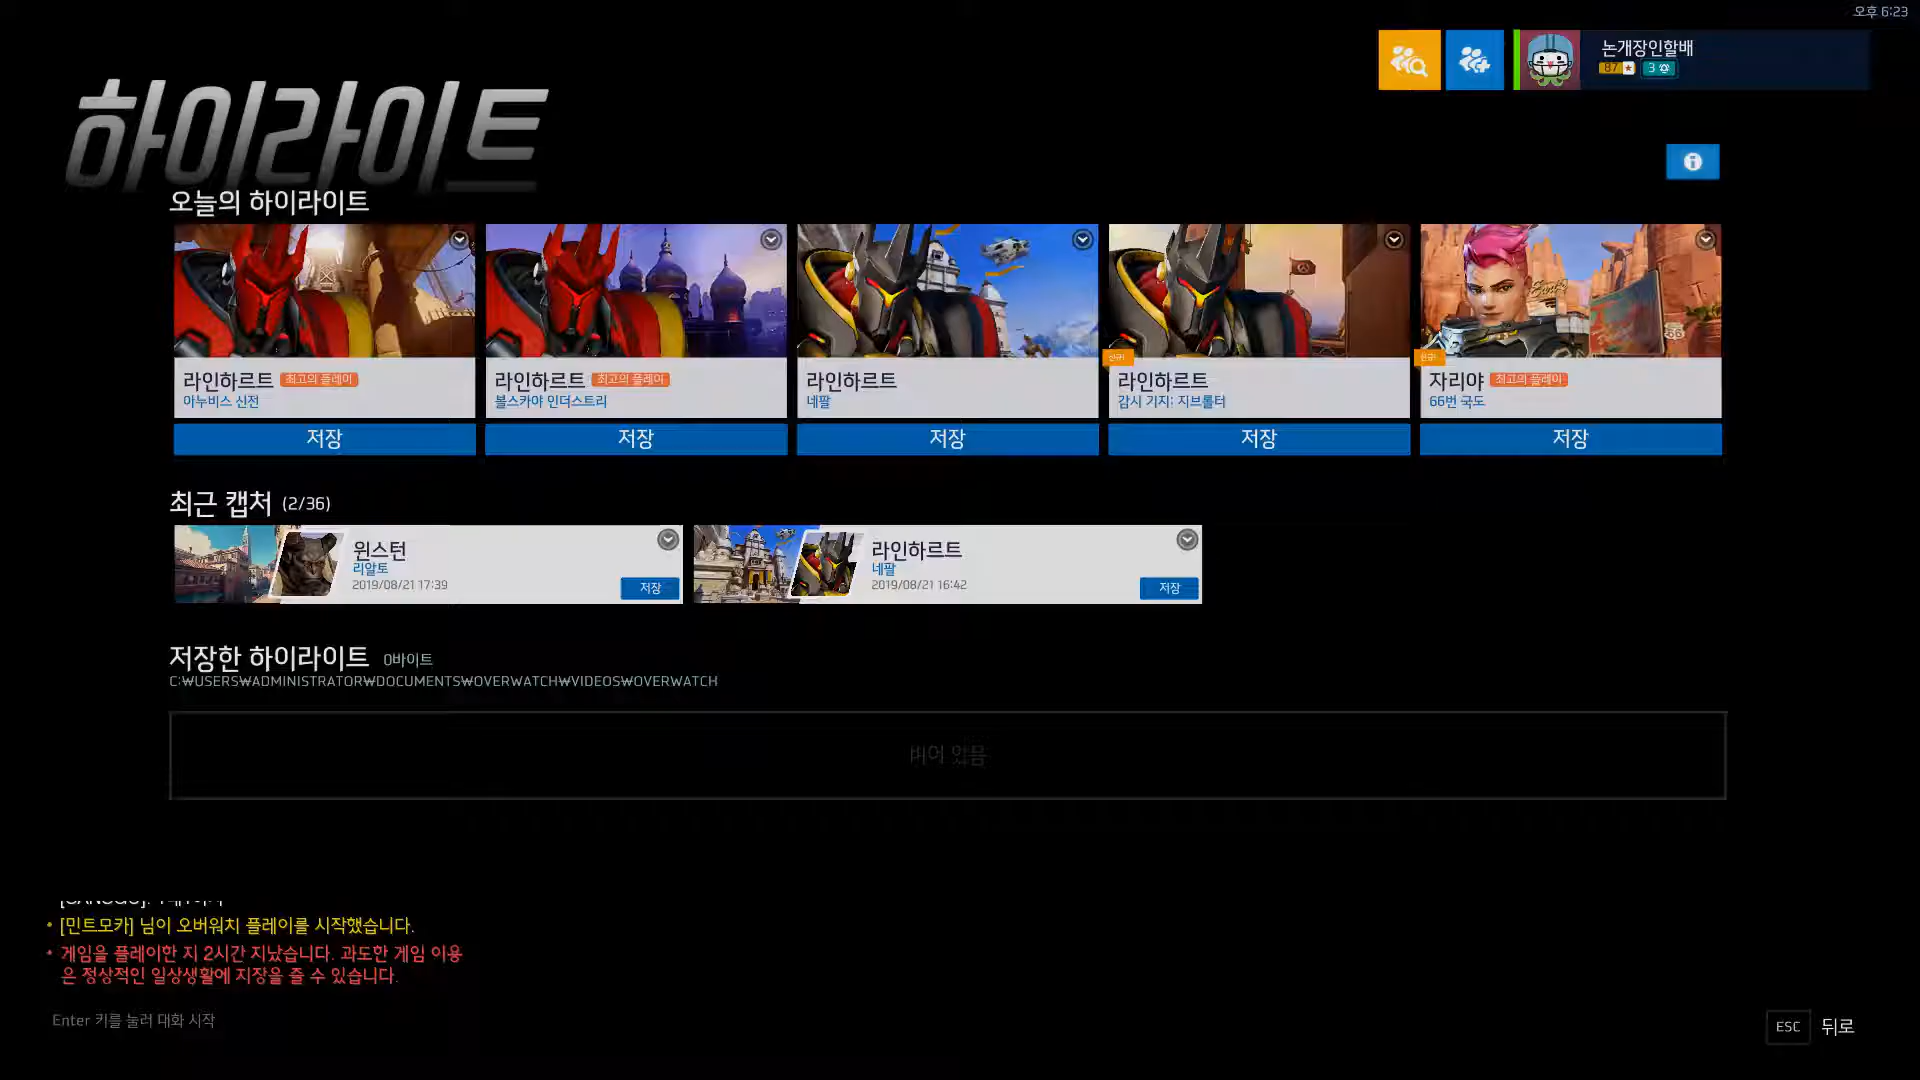 오후 6:23
논개장인할배
87
3
하이라이트
오늘의 하이라이트
라인하르트 최고의 플레이
아누비스 신전
저장
라인하르트 최고의 플레이
볼스카야 인더스트리
저장
라인하르트
네팔
저장
신규!
라인하르트
감시 기지: 지브롤터
저장
신규!
자리야 최고의 플레이
66번 국도
저장
최근 캡처 (2/36)
윈스턴
리알토
2019/08/21 17:39
저장
라인하르트
네팔
2019/08/21 16:42
저장
저장한 하이라이트 0바이트
C:₩USERS₩ADMINISTRATOR₩DOCUMENTS₩OVERWATCH₩VIDEOS₩OVERWATCH
비어 있음
[민트모카] 님이 오버워치 플레이를 시작했습니다.
게임을 플레이한 지 2시간 지났습니다. 과도한 게임 이용
은 정상적인 일상생활에 지장을 줄 수 있습니다.
Enter 키를 눌러 대화 시작
ESC 뒤로